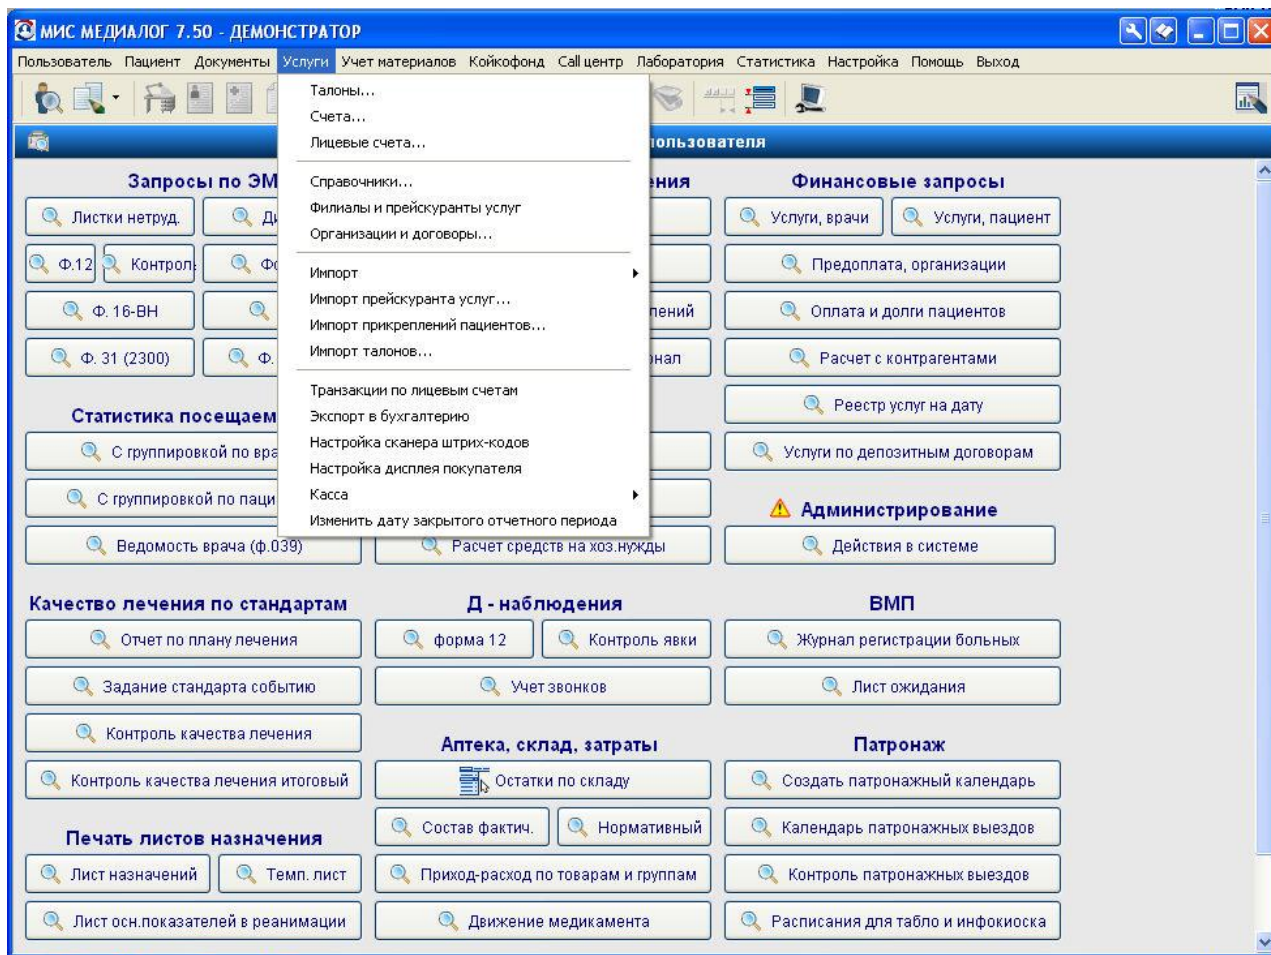 МИС МЕДИАЛОГ 7.50 - ДЕМОНСТРАТОР
Пользователь Пациент Документы Услуги Учет материалов Койкофонд Call центр Лаборатория Статистика Настройка Помощь Выход
Талоны...
Счета...
Лицевые счета...
Справочники...
Филиалы и прейскуранты услуг
Организации и договоры...
Импорт
Импорт прейскуранта услуг...
Импорт прикреплений пациентов...
Импорт талонов...
Транзакции по лицевым счетам
Экспорт в бухгалтерию
Настройка сканера штрих-кодов
Настройка дисплея покупателя
Касса
Изменить дату закрытого отчетного периода
Запросы по ЭМ
Листки нетруд.
Ф.12 Контрол
Ф. 16-ВН
Ф. 31 (2300) Ф.
Статистика посещаем
С группировкой по вра
С группировкой по паци
Ведомость врача (ф.039)
Расчет средств на хоз.нужды
Финансовые запросы
Услуги, врачи Услуги, пациент
Предоплата, организации
Оплата и долги пациентов
Расчет с контрагентами
Реестр услуг на дату
Услуги по депозитным договорам
Администрирование
Действия в системе
Качество лечения по стандартам
Отчет по плану лечения
Задание стандарта событию
Контроль качества лечения
Контроль качества лечения итоговый
Печать листов назначения
Лист назначений Темп. лист
Лист осн.показателей в реанимации
Д - наблюдения
форма 12 Контроль явки
Учет звонков
Аптека, склад, затраты
Остатки по складу
Состав фактич. Нормативный
Приход-расход по товарам и группам
Движение медикамента
ВМП
Журнал регистрации больных
Лист ожидания
Патронаж
Создать патронажный календарь
Календарь патронажных выездов
Контроль патронажных выездов
Расписания для табло и инфокиоска